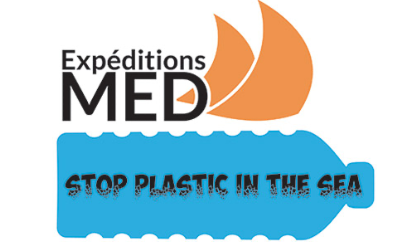 Expéditions
MED
STOP PLASTIC IN THE SEA